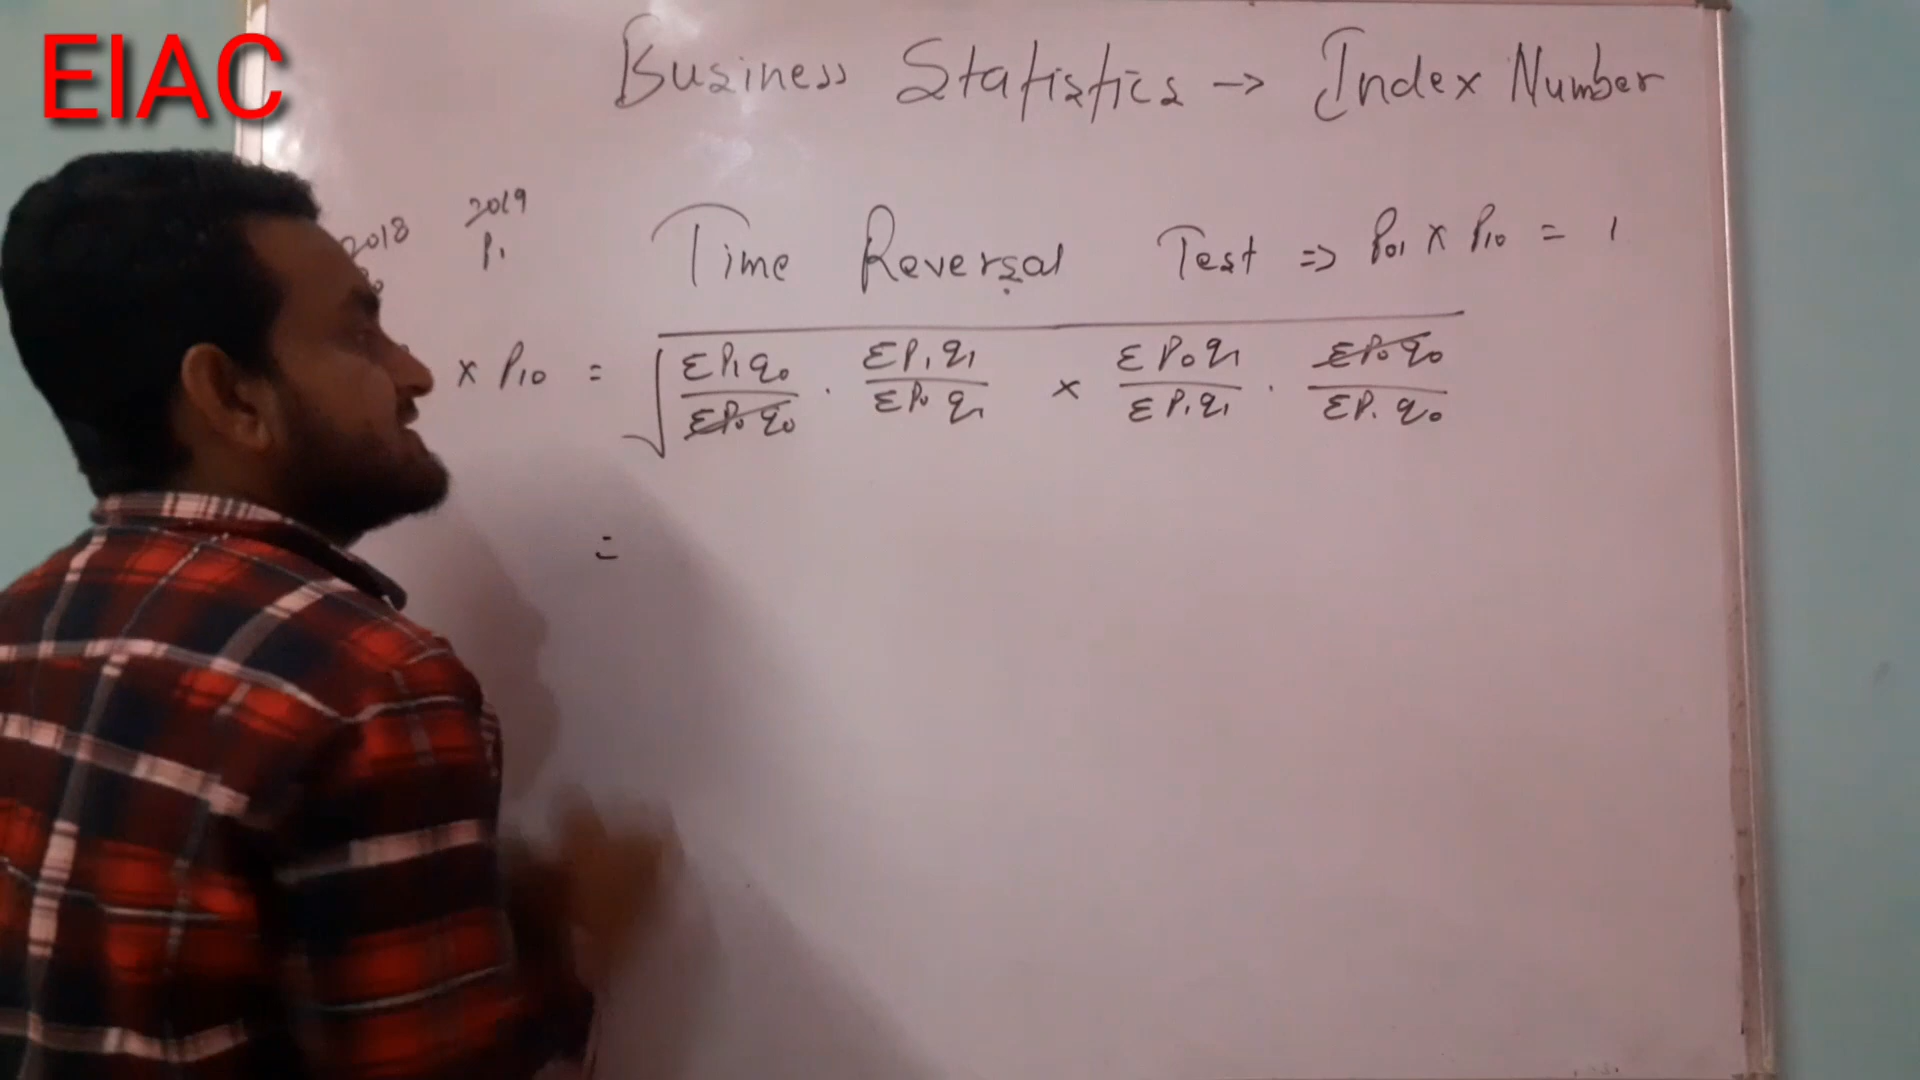 EIAC
Business Statistics → Index Number
2018 2019
P₁
Time Reversal Test ⇒ P₀₁ × P₁₀ = 1
× P₁₀ = √( ΣP₁q₀ / ΣP₀q₀ · ΣP₁q₁ / ΣP₀q₁ × ΣP₀q₁ / ΣP₁q₁ · ΣP₀q₀ / ΣP₁q₀ )
=